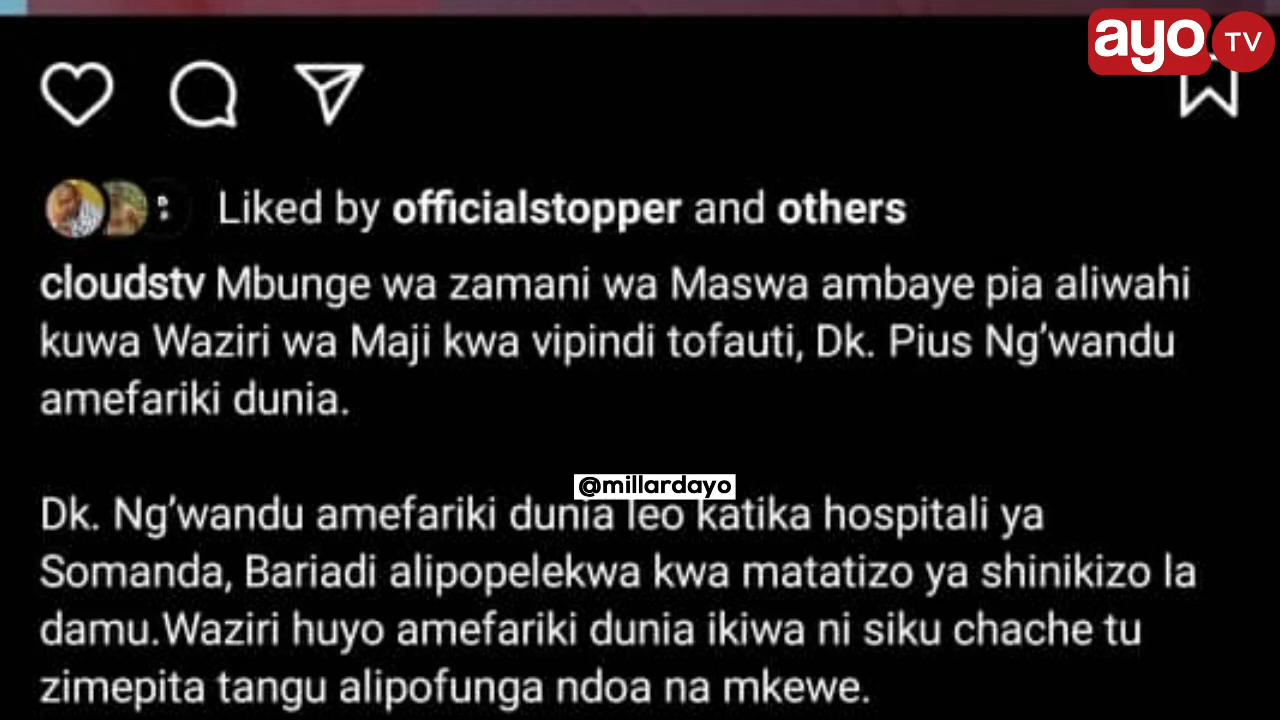 ayo TV
Liked by officialstopper and others
cloudstv Mbunge wa zamani wa Maswa ambaye pia aliwahi
kuwa Waziri wa Maji kwa vipindi tofauti, Dk. Pius Ng’wandu
amefariki dunia.
@millardayo
Dk. Ng’wandu amefariki dunia leo katika hospitali ya
Somanda, Bariadi alipopelekwa kwa matatizo ya shinikizo la
damu.Waziri huyo amefariki dunia ikiwa ni siku chache tu
zimepita tangu alipofunga ndoa na mkewe.